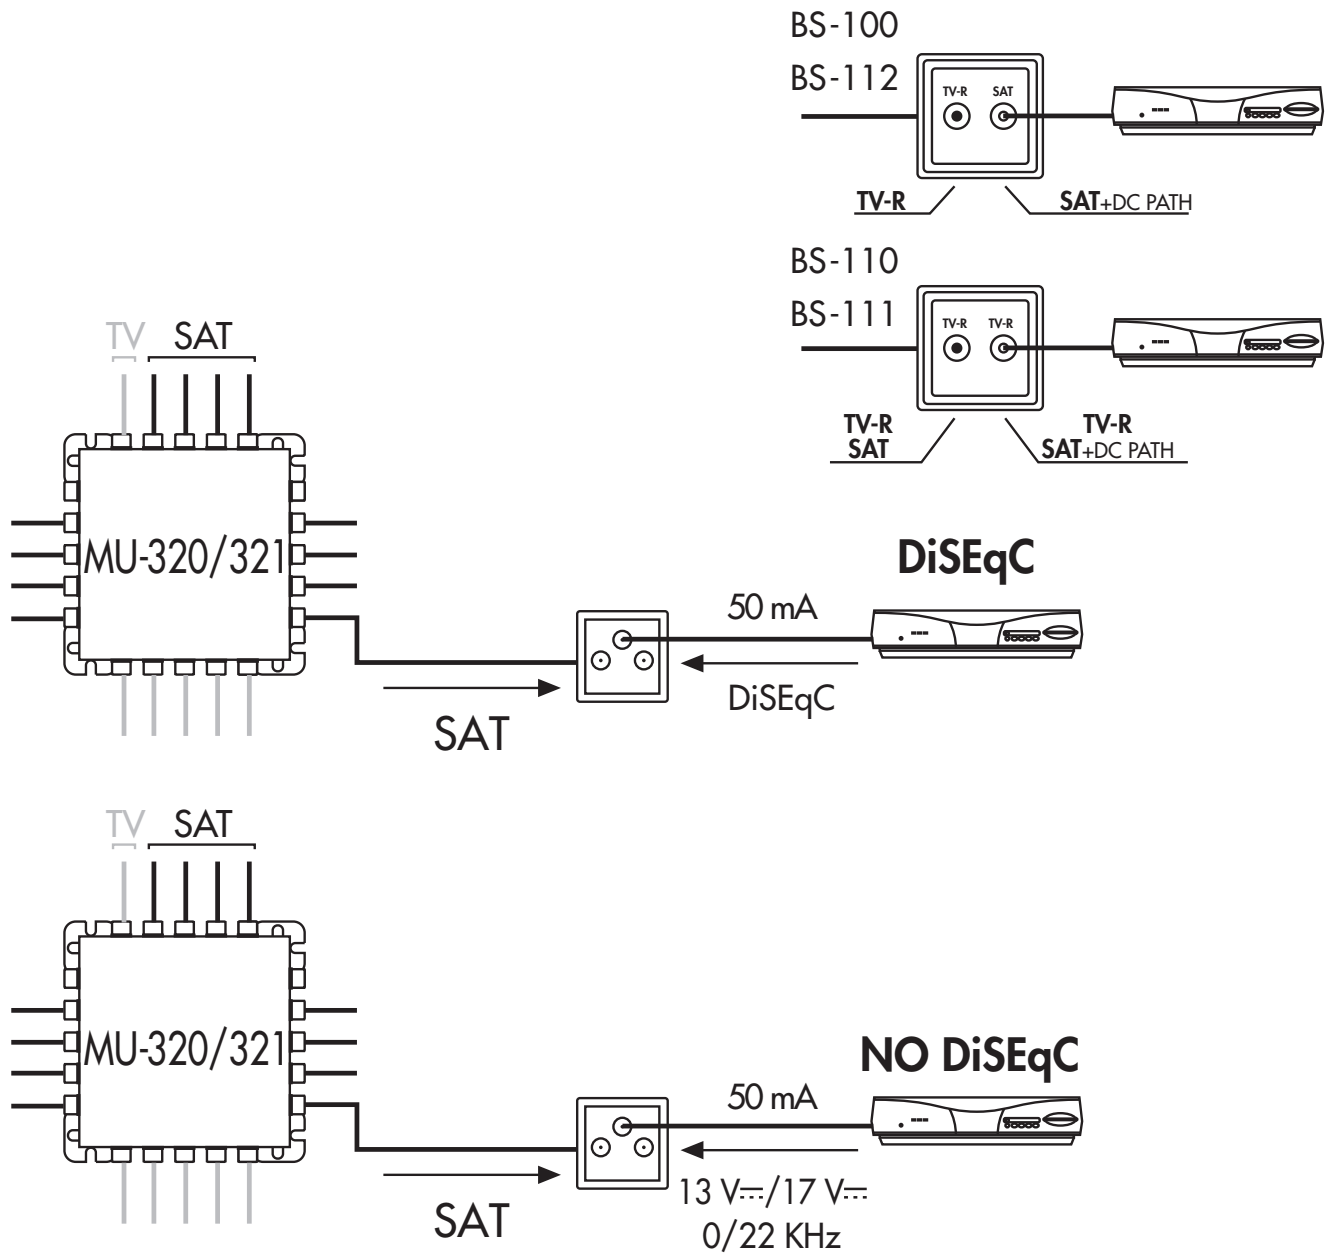 BS-100
BS-112
TV-R SAT
TV-R SAT+DC PATH
BS-110
BS-111
TV-R TV-R
TV-R
SAT
TV-R
SAT+DC PATH
TV SAT
MU-320/321
DiSEqC
50 mA
DiSEqC
SAT
TV SAT
MU-320/321
NO DiSEqC
50 mA
13 V⎓/17 V⎓
0/22 KHz
SAT